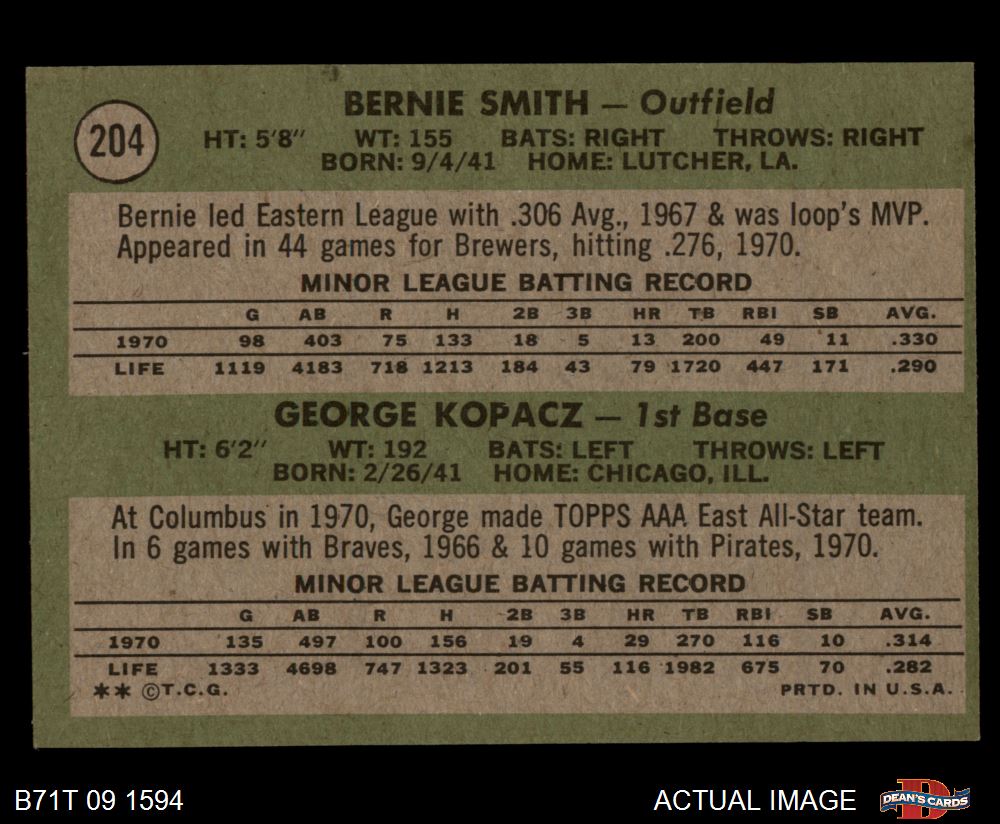 204
BERNIE SMITH — Outfield
HT: 5'8" WT: 155 BATS: RIGHT THROWS: RIGHT
BORN: 9/4/41 HOME: LUTCHER, LA.
Bernie led Eastern League with .306 Avg., 1967 & was loop's MVP.
Appeared in 44 games for Brewers, hitting .276, 1970.
MINOR LEAGUE BATTING RECORD
G AB R H 2B 3B HR TB RBI SB AVG.
1970 98 403 75 133 18 5 13 200 49 11 .330
LIFE 1119 4183 718 1213 184 43 79 1720 447 171 .290
GEORGE KOPACZ — 1st Base
HT: 6'2" WT: 192 BATS: LEFT THROWS: LEFT
BORN: 2/26/41 HOME: CHICAGO, ILL.
At Columbus in 1970, George made TOPPS AAA East All-Star team.
In 6 games with Braves, 1966 & 10 games with Pirates, 1970.
MINOR LEAGUE BATTING RECORD
G AB R H 2B 3B HR TB RBI SB AVG.
1970 135 497 100 156 19 4 29 270 116 10 .314
LIFE 1333 4698 747 1323 201 55 116 1982 675 70 .282
** ©T.C.G. PRTD. IN U.S.A.
B71T 09 1594 ACTUAL IMAGE D DEAN'S CARDS